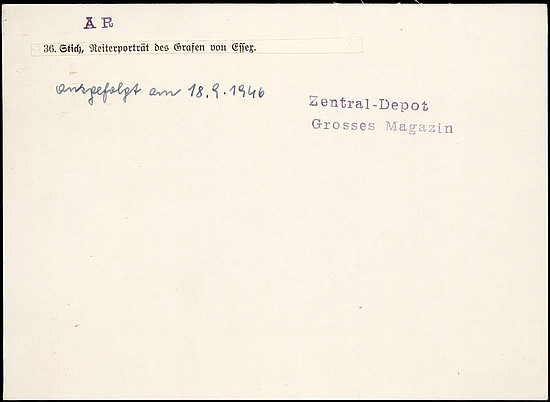 AR
36. Stich, Reiterporträt des Grafen von Essex.
ausgefolgt am 18.9.1946
Zentral-Depot
Grosses Magazin